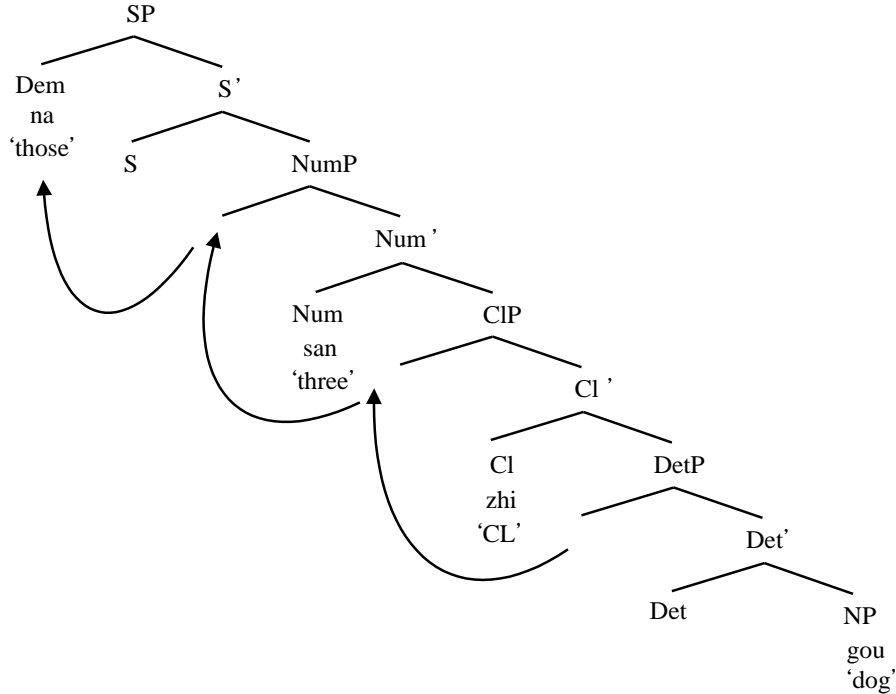 SP
Dem
S’
na
‘those’
S
NumP
Num’
Num
ClP
san
‘three’
Cl’
Cl
DetP
zhi
‘CL’
Det’
Det
NP
gou
‘dog’